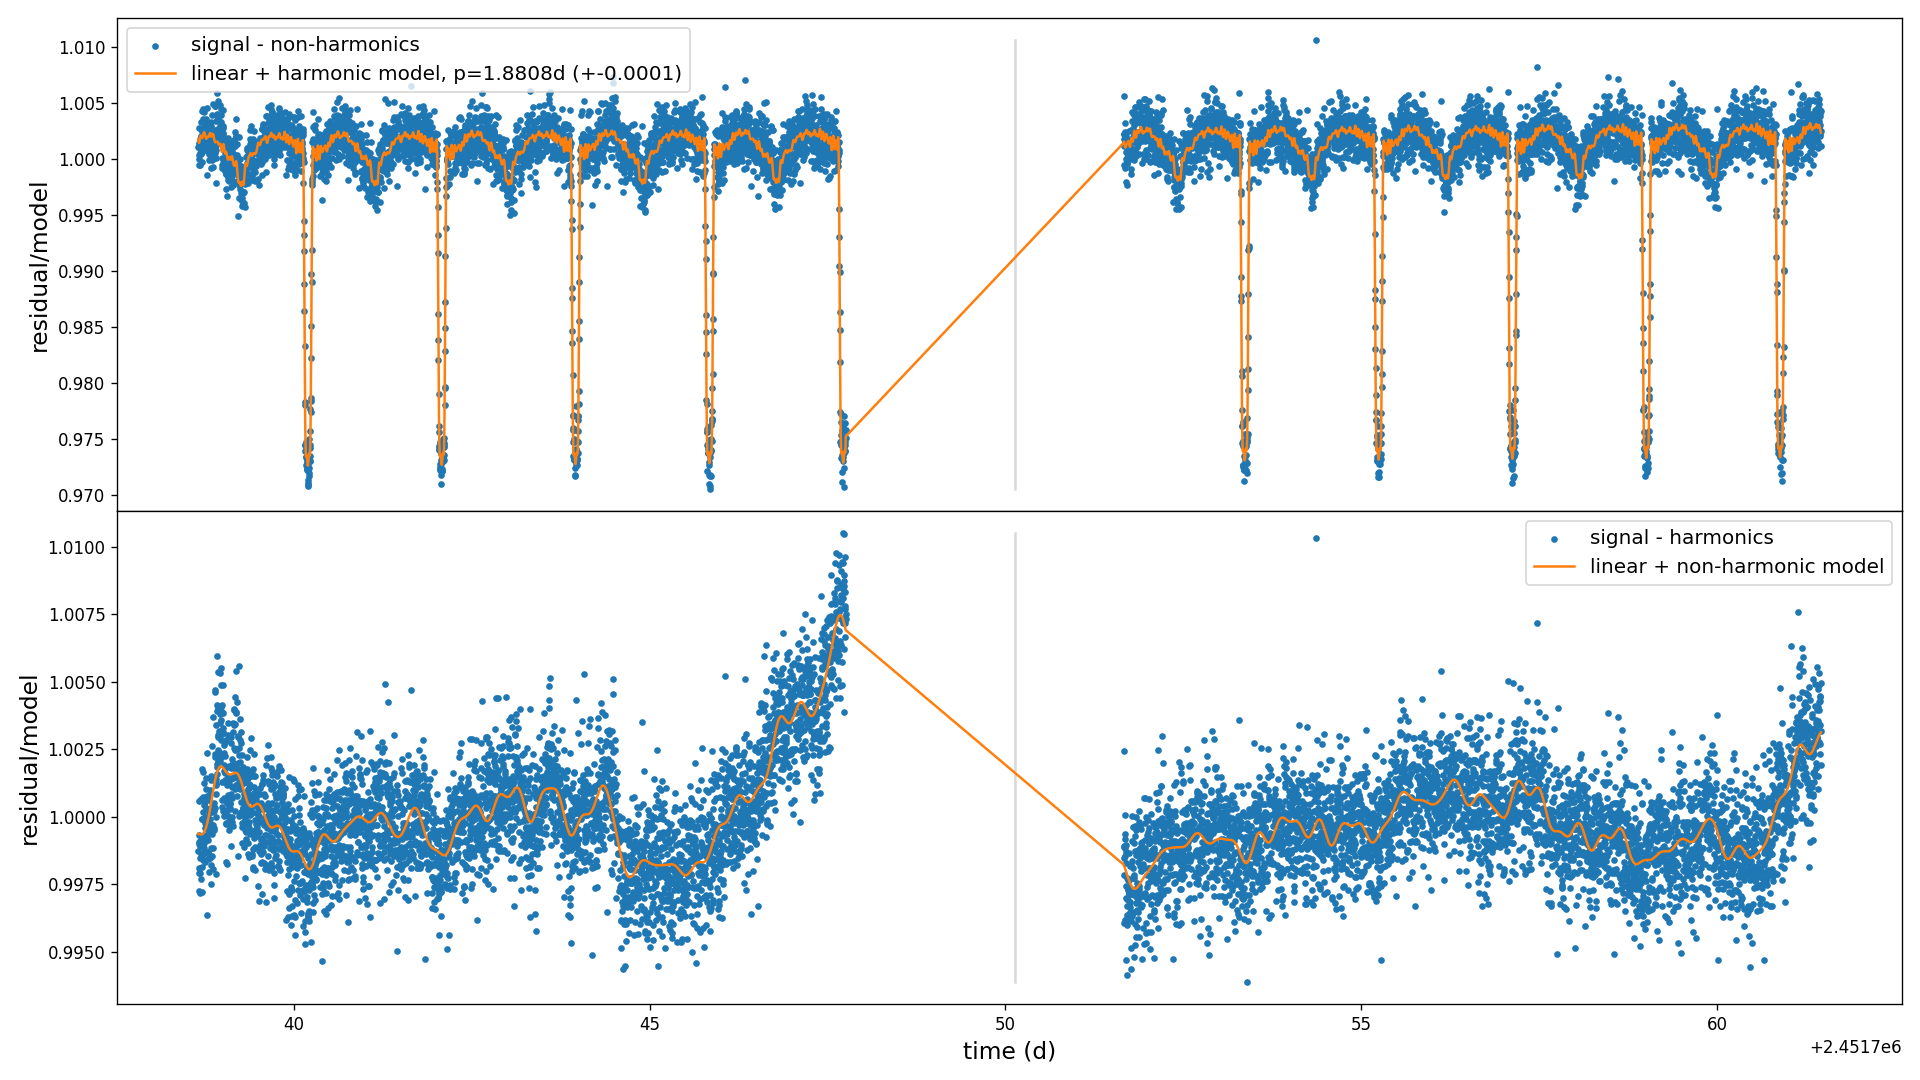 signal - non-harmonics
linear + harmonic model, p=1.8808d (+-0.0001)
1.010
1.005
1.000
0.995
0.990
0.985
0.980
0.975
0.970
residual/model
signal - harmonics
linear + non-harmonic model
1.0100
1.0075
1.0050
1.0025
1.0000
0.9975
0.9950
residual/model
40 45 50 55 60
time (d)
+2.4517e6